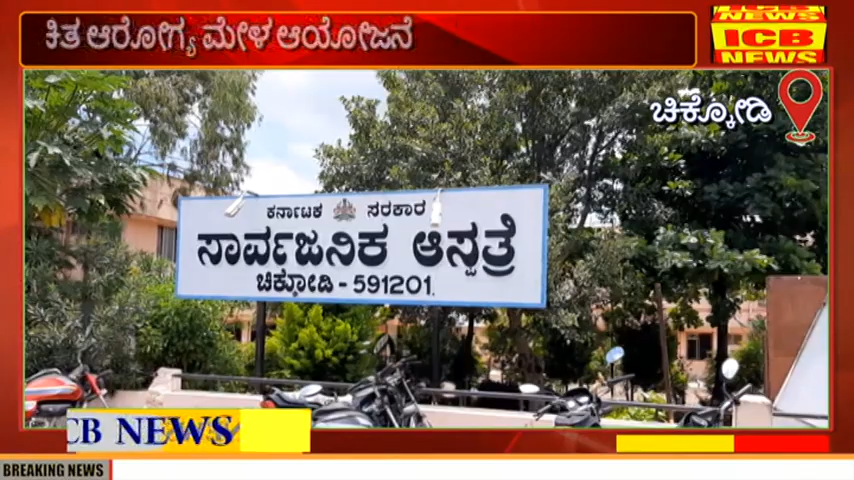 ಕಿತ ಆರೋಗ್ಯ ಮೇಳ ಆಯೋಜನೆ
NEWS
ICB
NEWS
ಚಿಕ್ಕೋಡಿ
ಕರ್ನಾಟಕ ಸರಕಾರ
ಸಾರ್ವಜನಿಕ ಆಸ್ಪತ್ರೆ
ಚಿಕ್ಕೋಡಿ - 591201.
CB NEWS
BREAKING NEWS